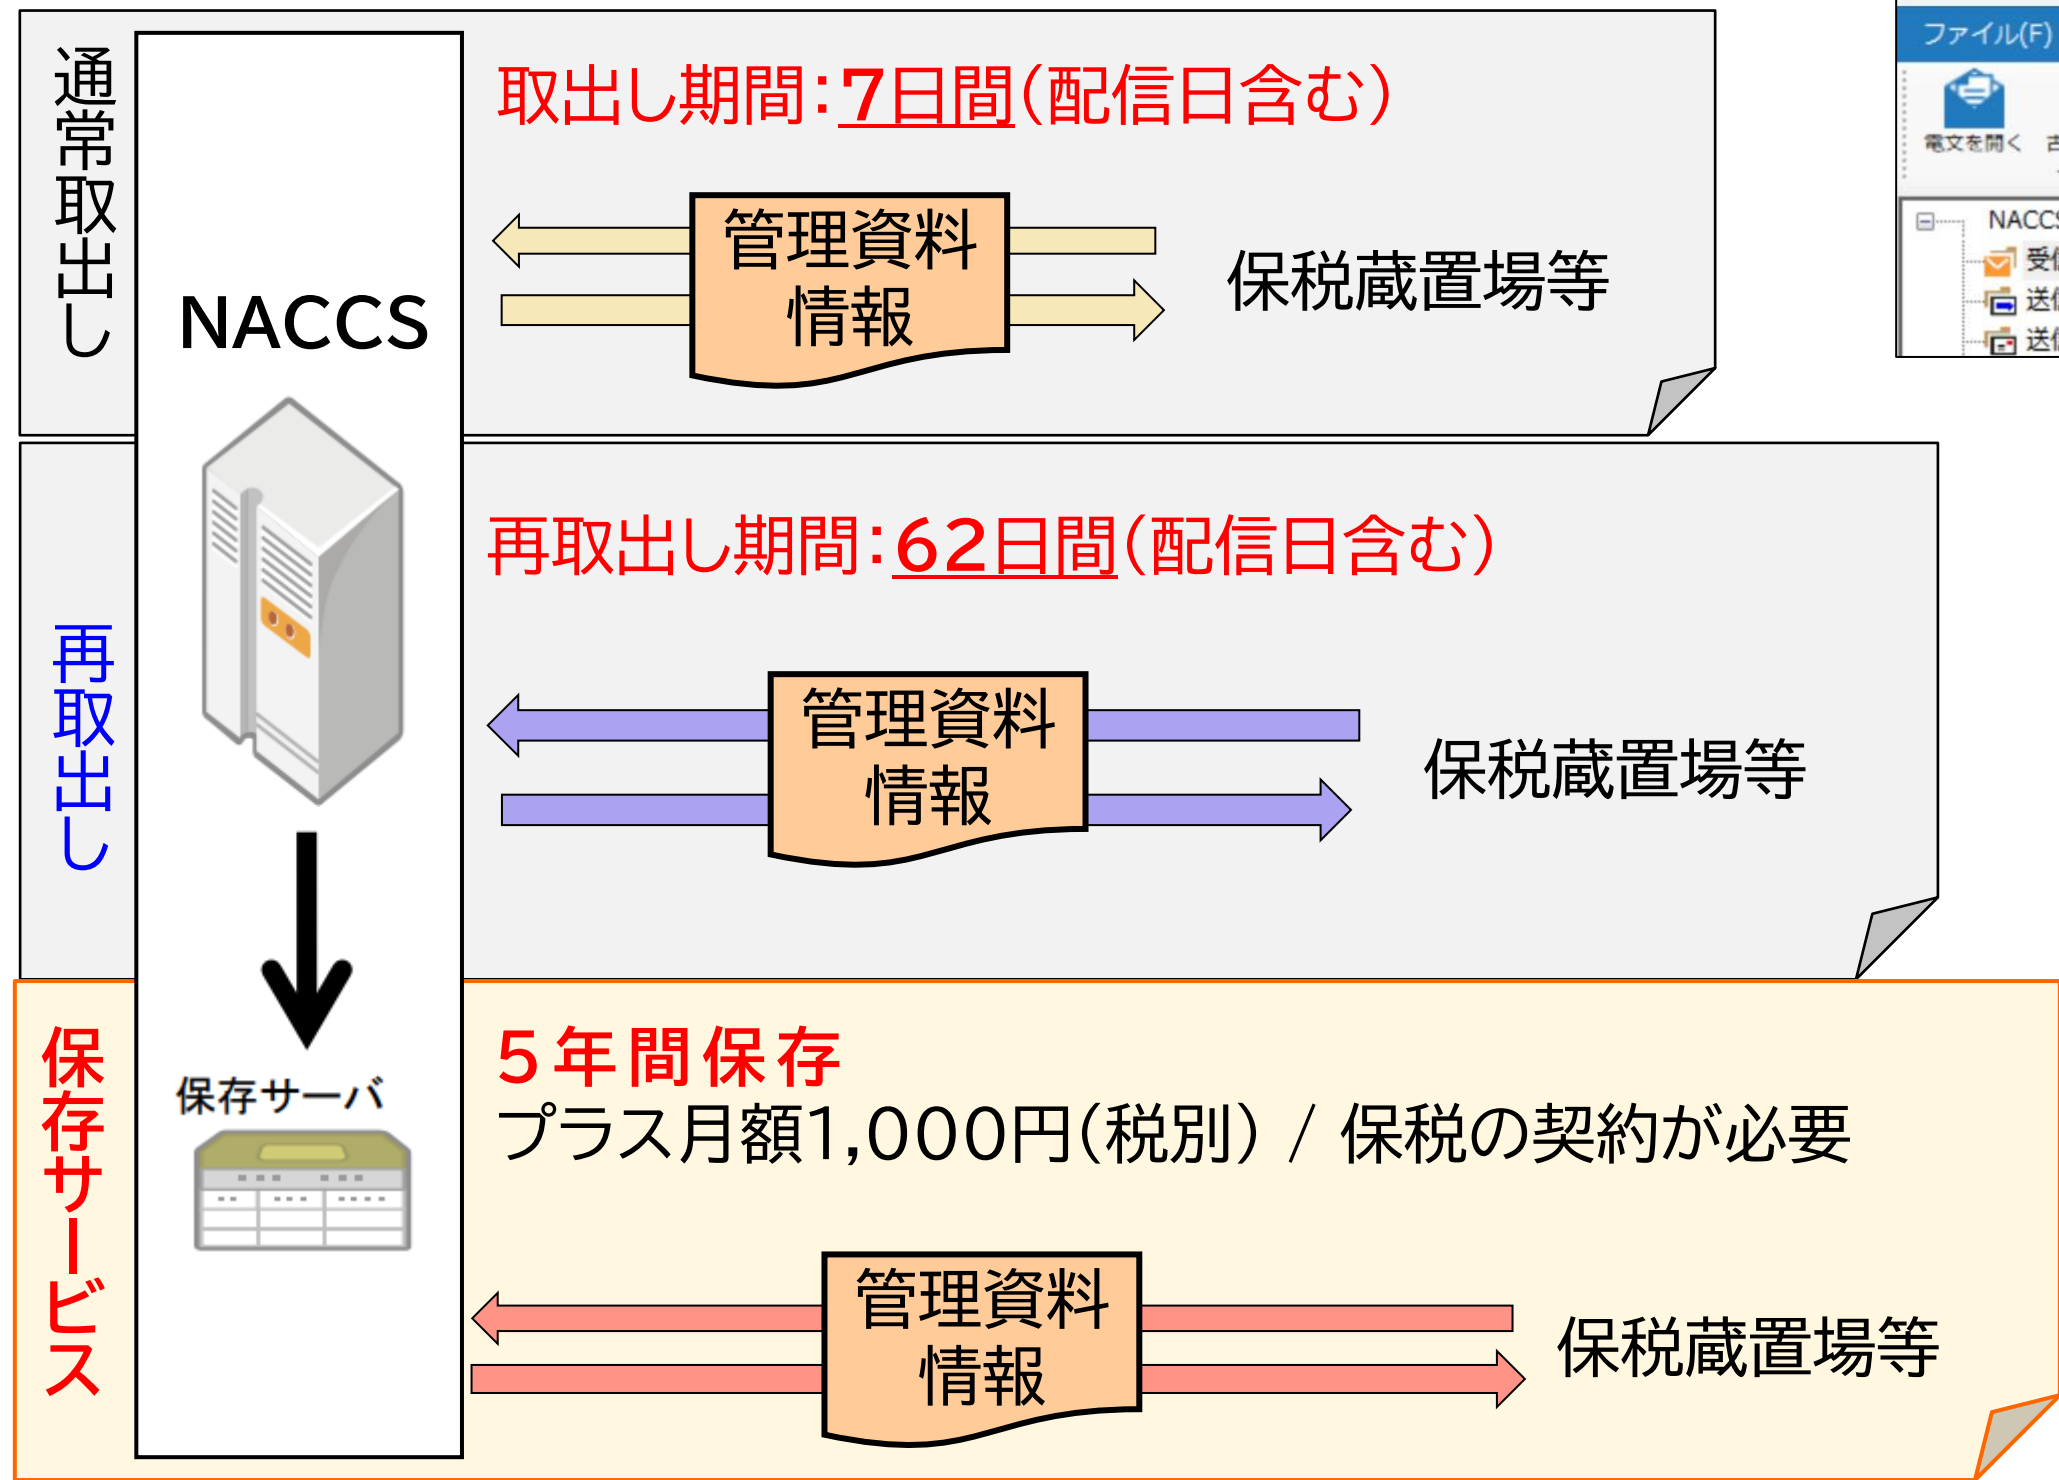 通常取出し
NACCS
取出し期間：7日間（配信日含む）
管理資料
情報
保税蔵置場等
再取出し
再取出し期間：62日間（配信日含む）
管理資料
情報
保税蔵置場等
保存サービス
保存サーバ
5年間保存
プラス月額1,000円（税別） / 保税の契約が必要
管理資料
情報
保税蔵置場等
ファイル(F)
電文を開く
NACCS